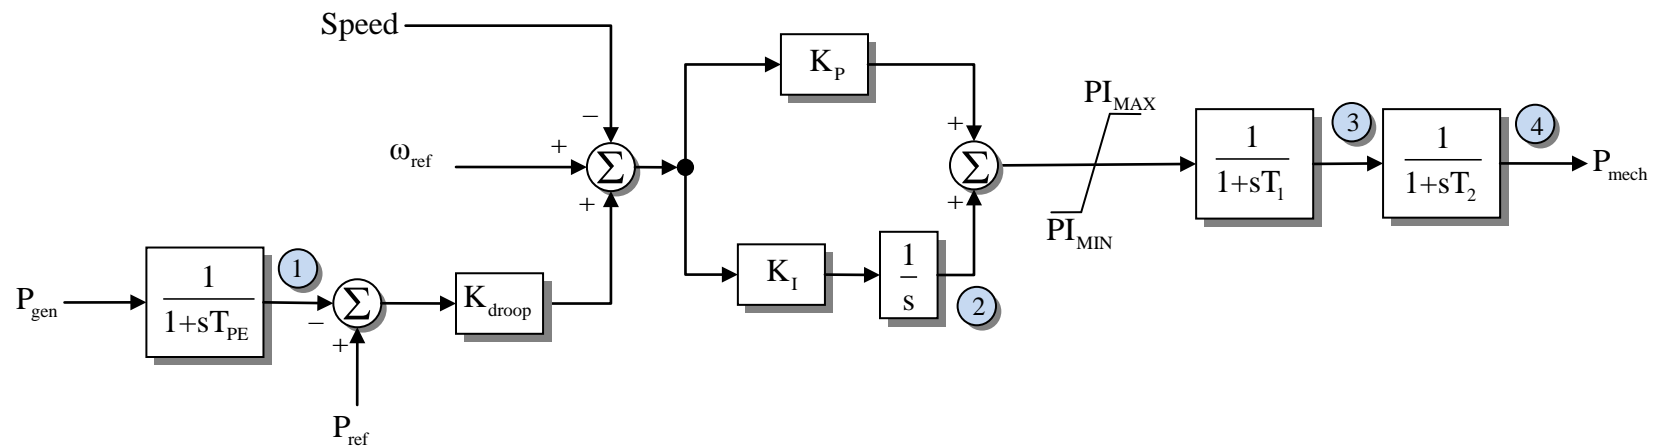 Speed
−
ω_ref
+
Σ
+
P_gen
1
1+sT_PE
1
−
Σ
+
P_ref
K_droop
K_P
K_I
1
s
2
+
Σ
+
PI_MAX
PI_MIN
1
1+sT_1
3
1
1+sT_2
4
P_mech